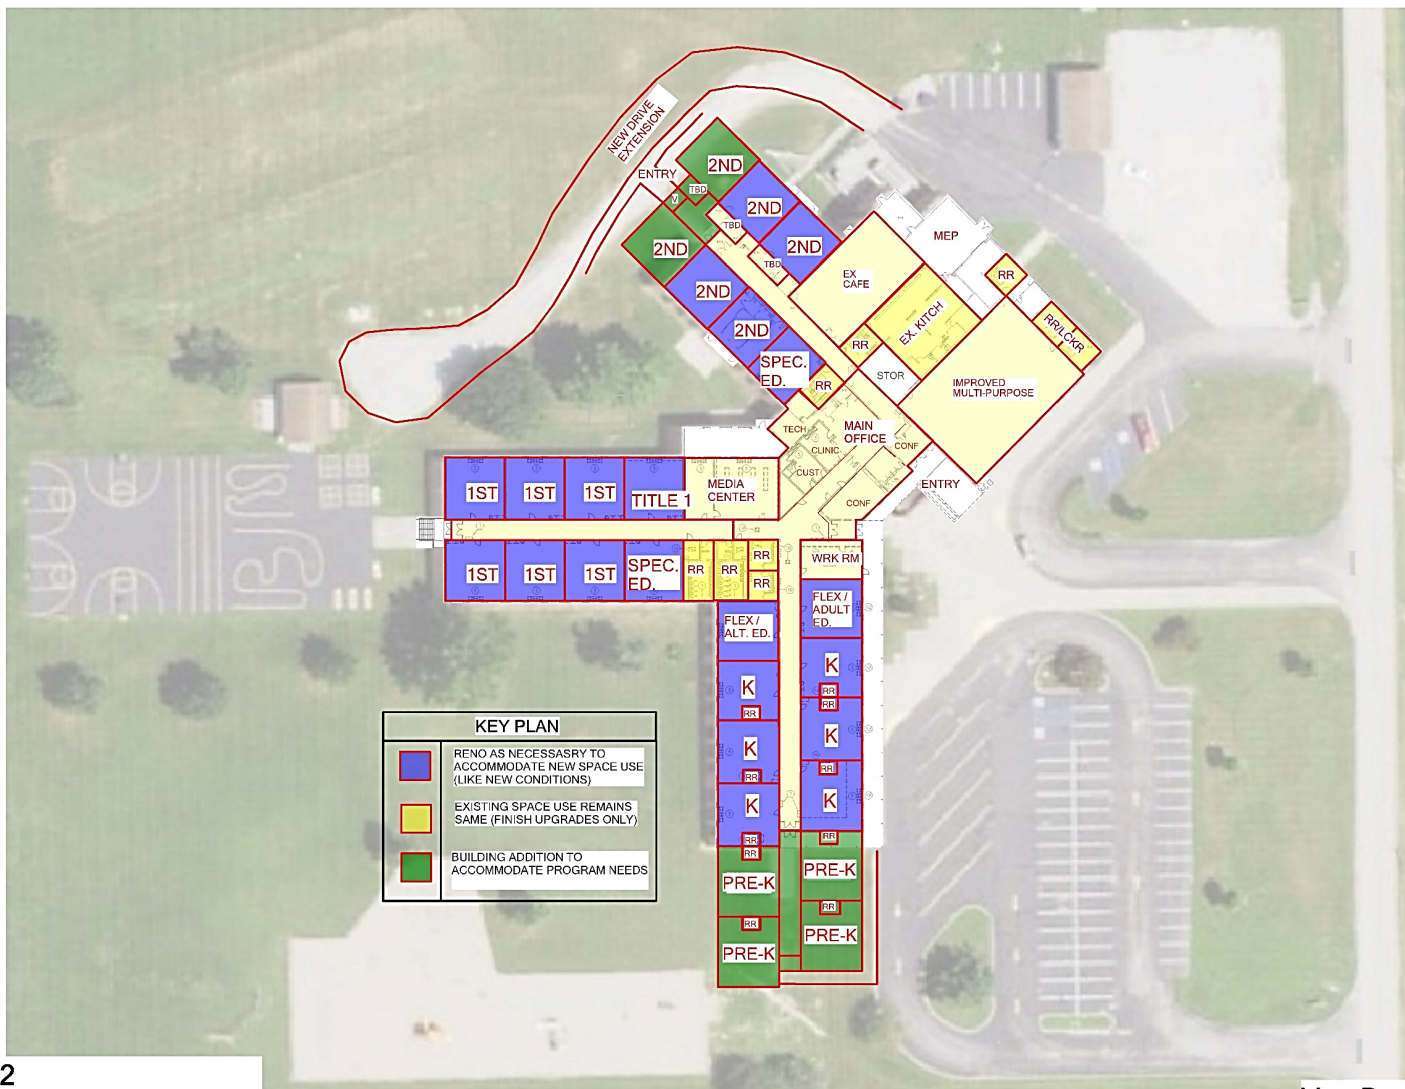 NEW DRIVE
EXTENSION
ENTRY
2ND
TBD
V
2ND
2ND
TBD
2ND
TBD
2ND
2ND
SPEC.
ED.
RR
MEP
RR
EX
CAFE
EX. KITCH
RR/LCKR
RR
STOR
IMPROVED
MULTI-PURPOSE
TECH
MAIN
OFFICE
CLINIC
CONF
CUST
CONF
ENTRY
1ST
1ST
1ST
TITLE 1
MEDIA
CENTER
1ST
1ST
1ST
SPEC.
ED.
RR
RR
RR
RR
WRK RM
FLEX /
ALT. ED.
FLEX /
ADULT
ED.
K
RR
K
RR
K
RR
RR
K
RR
RR
K
RR
K
RR
PRE-K
RR
PRE-K
PRE-K
RR
PRE-K
KEY PLAN
RENO AS NECESSASRY TO
ACCOMMODATE NEW SPACE USE
(LIKE NEW CONDITIONS)
EXISTING SPACE USE REMAINS
SAME (FINISH UPGRADES ONLY)
BUILDING ADDITION TO
ACCOMMODATE PROGRAM NEEDS
2